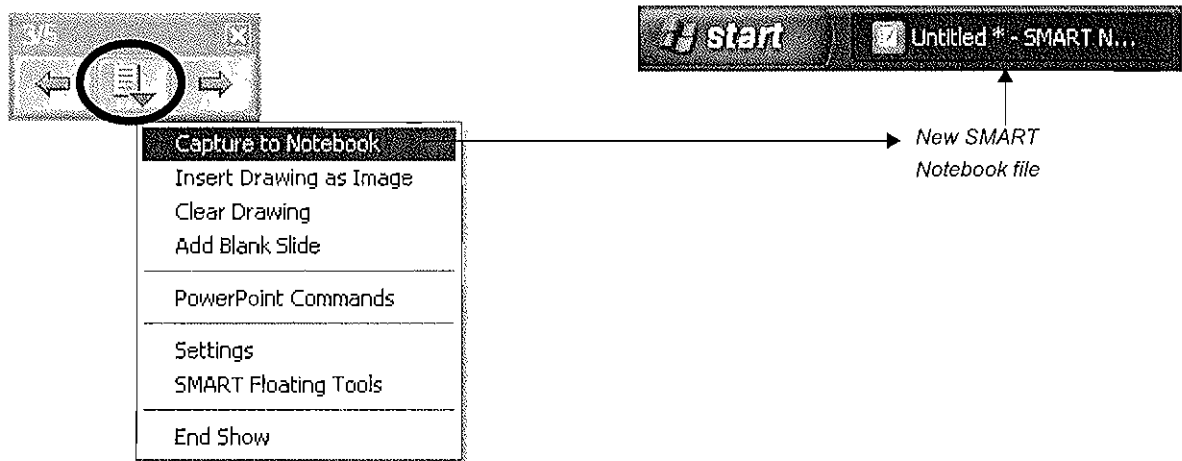 3/5
start
Untitled * - SMART N...
Capture to Notebook
Insert Drawing as Image
Clear Drawing
Add Blank Slide
PowerPoint Commands
Settings
SMART Floating Tools
End Show
New SMART
Notebook file